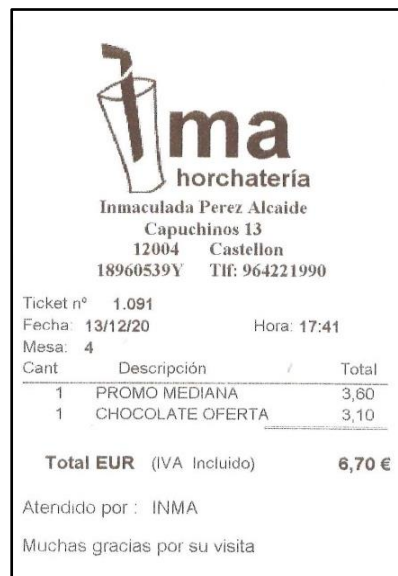 ma
horchatería
Inmaculada Perez Alcaide
Capuchinos 13
12004 Castellon
18960539Y Tlf: 964221990
Ticket nº 1.091
Fecha: 13/12/20 Hora: 17:41
Mesa: 4
Cant Descripción Total
1 PROMO MEDIANA 3,60
1 CHOCOLATE OFERTA 3,10
Total EUR (IVA Incluido) 6,70 €
Atendido por : INMA
Muchas gracias por su visita